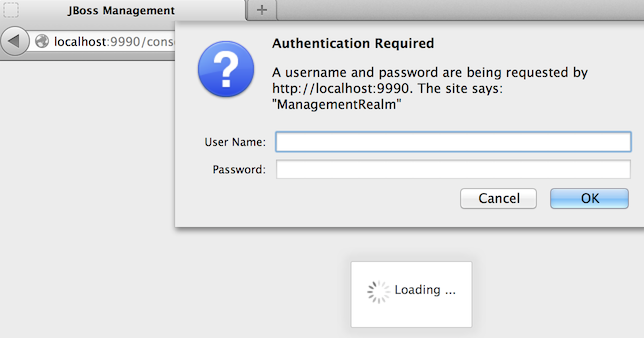 JBoss Management
localhost:9990/cons
Authentication Required
A username and password are being requested by
http://localhost:9990. The site says:
"ManagementRealm"
User Name:
Password:
Cancel
OK
Loading ...